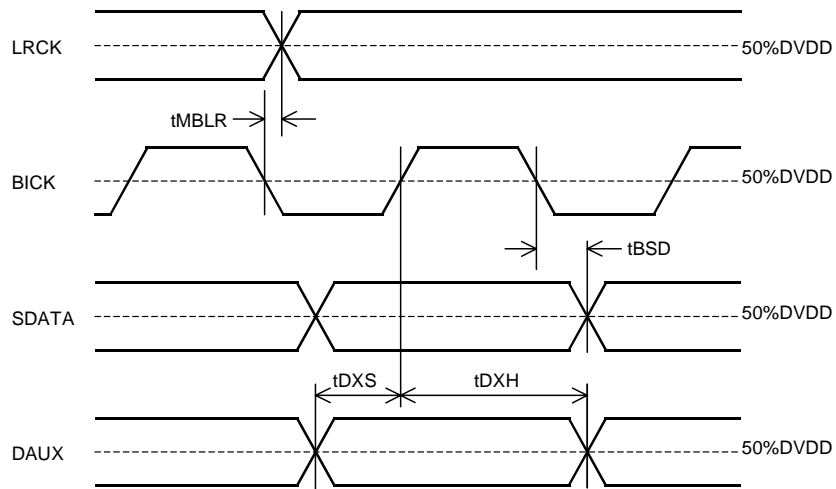 LRCK
50%DVDD
tMBLR
BICK
50%DVDD
tBSD
SDATA
50%DVDD
tDXS
tDXH
DAUX
50%DVDD